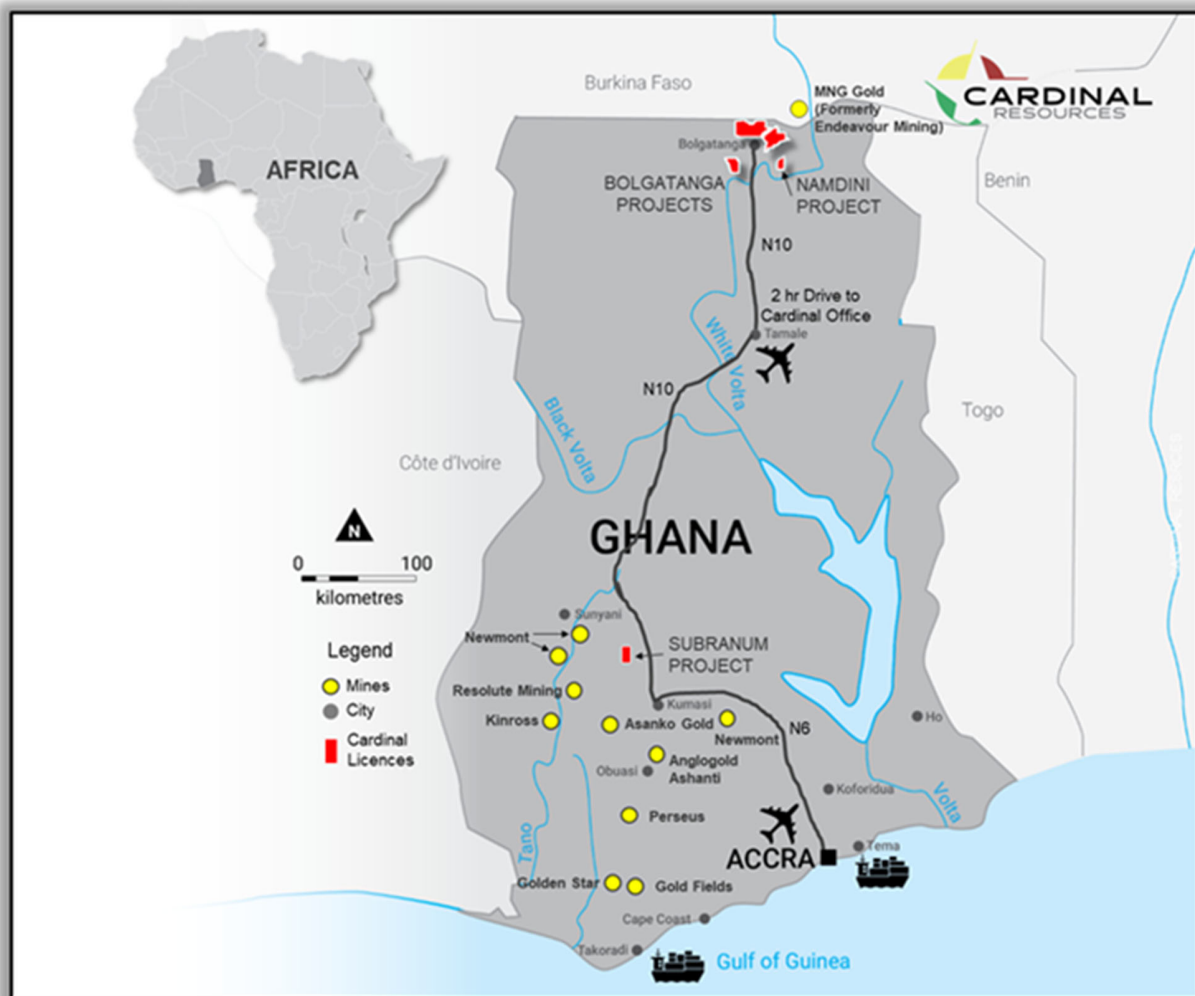 Burkina Faso
MNG Gold
(Formerly
Endeavour Mining)
CARDINAL
RESOURCES
Bolgatanga
AFRICA
BOLGATANGA
PROJECTS
NAMDINI
PROJECT
Benin
N10
2 hr Drive to
Cardinal Office
Tamale
White Volta
N10
Black Volta
Togo
Côte d'Ivoire
GHANA
N
0 100
kilometres
Sunyani
Newmont
SUBRANUM
PROJECT
Legend
Mines
City
Cardinal
Licences
Resolute Mining
Kinross
Kumasi
Asanko Gold
Newmont
N6
Ho
Anglogold
Ashanti
Obuasi
Koforidua
Volta
Perseus
Tano
ACCRA
Tema
Golden Star
Gold Fields
Cape Coast
Takoradi
Gulf of Guinea